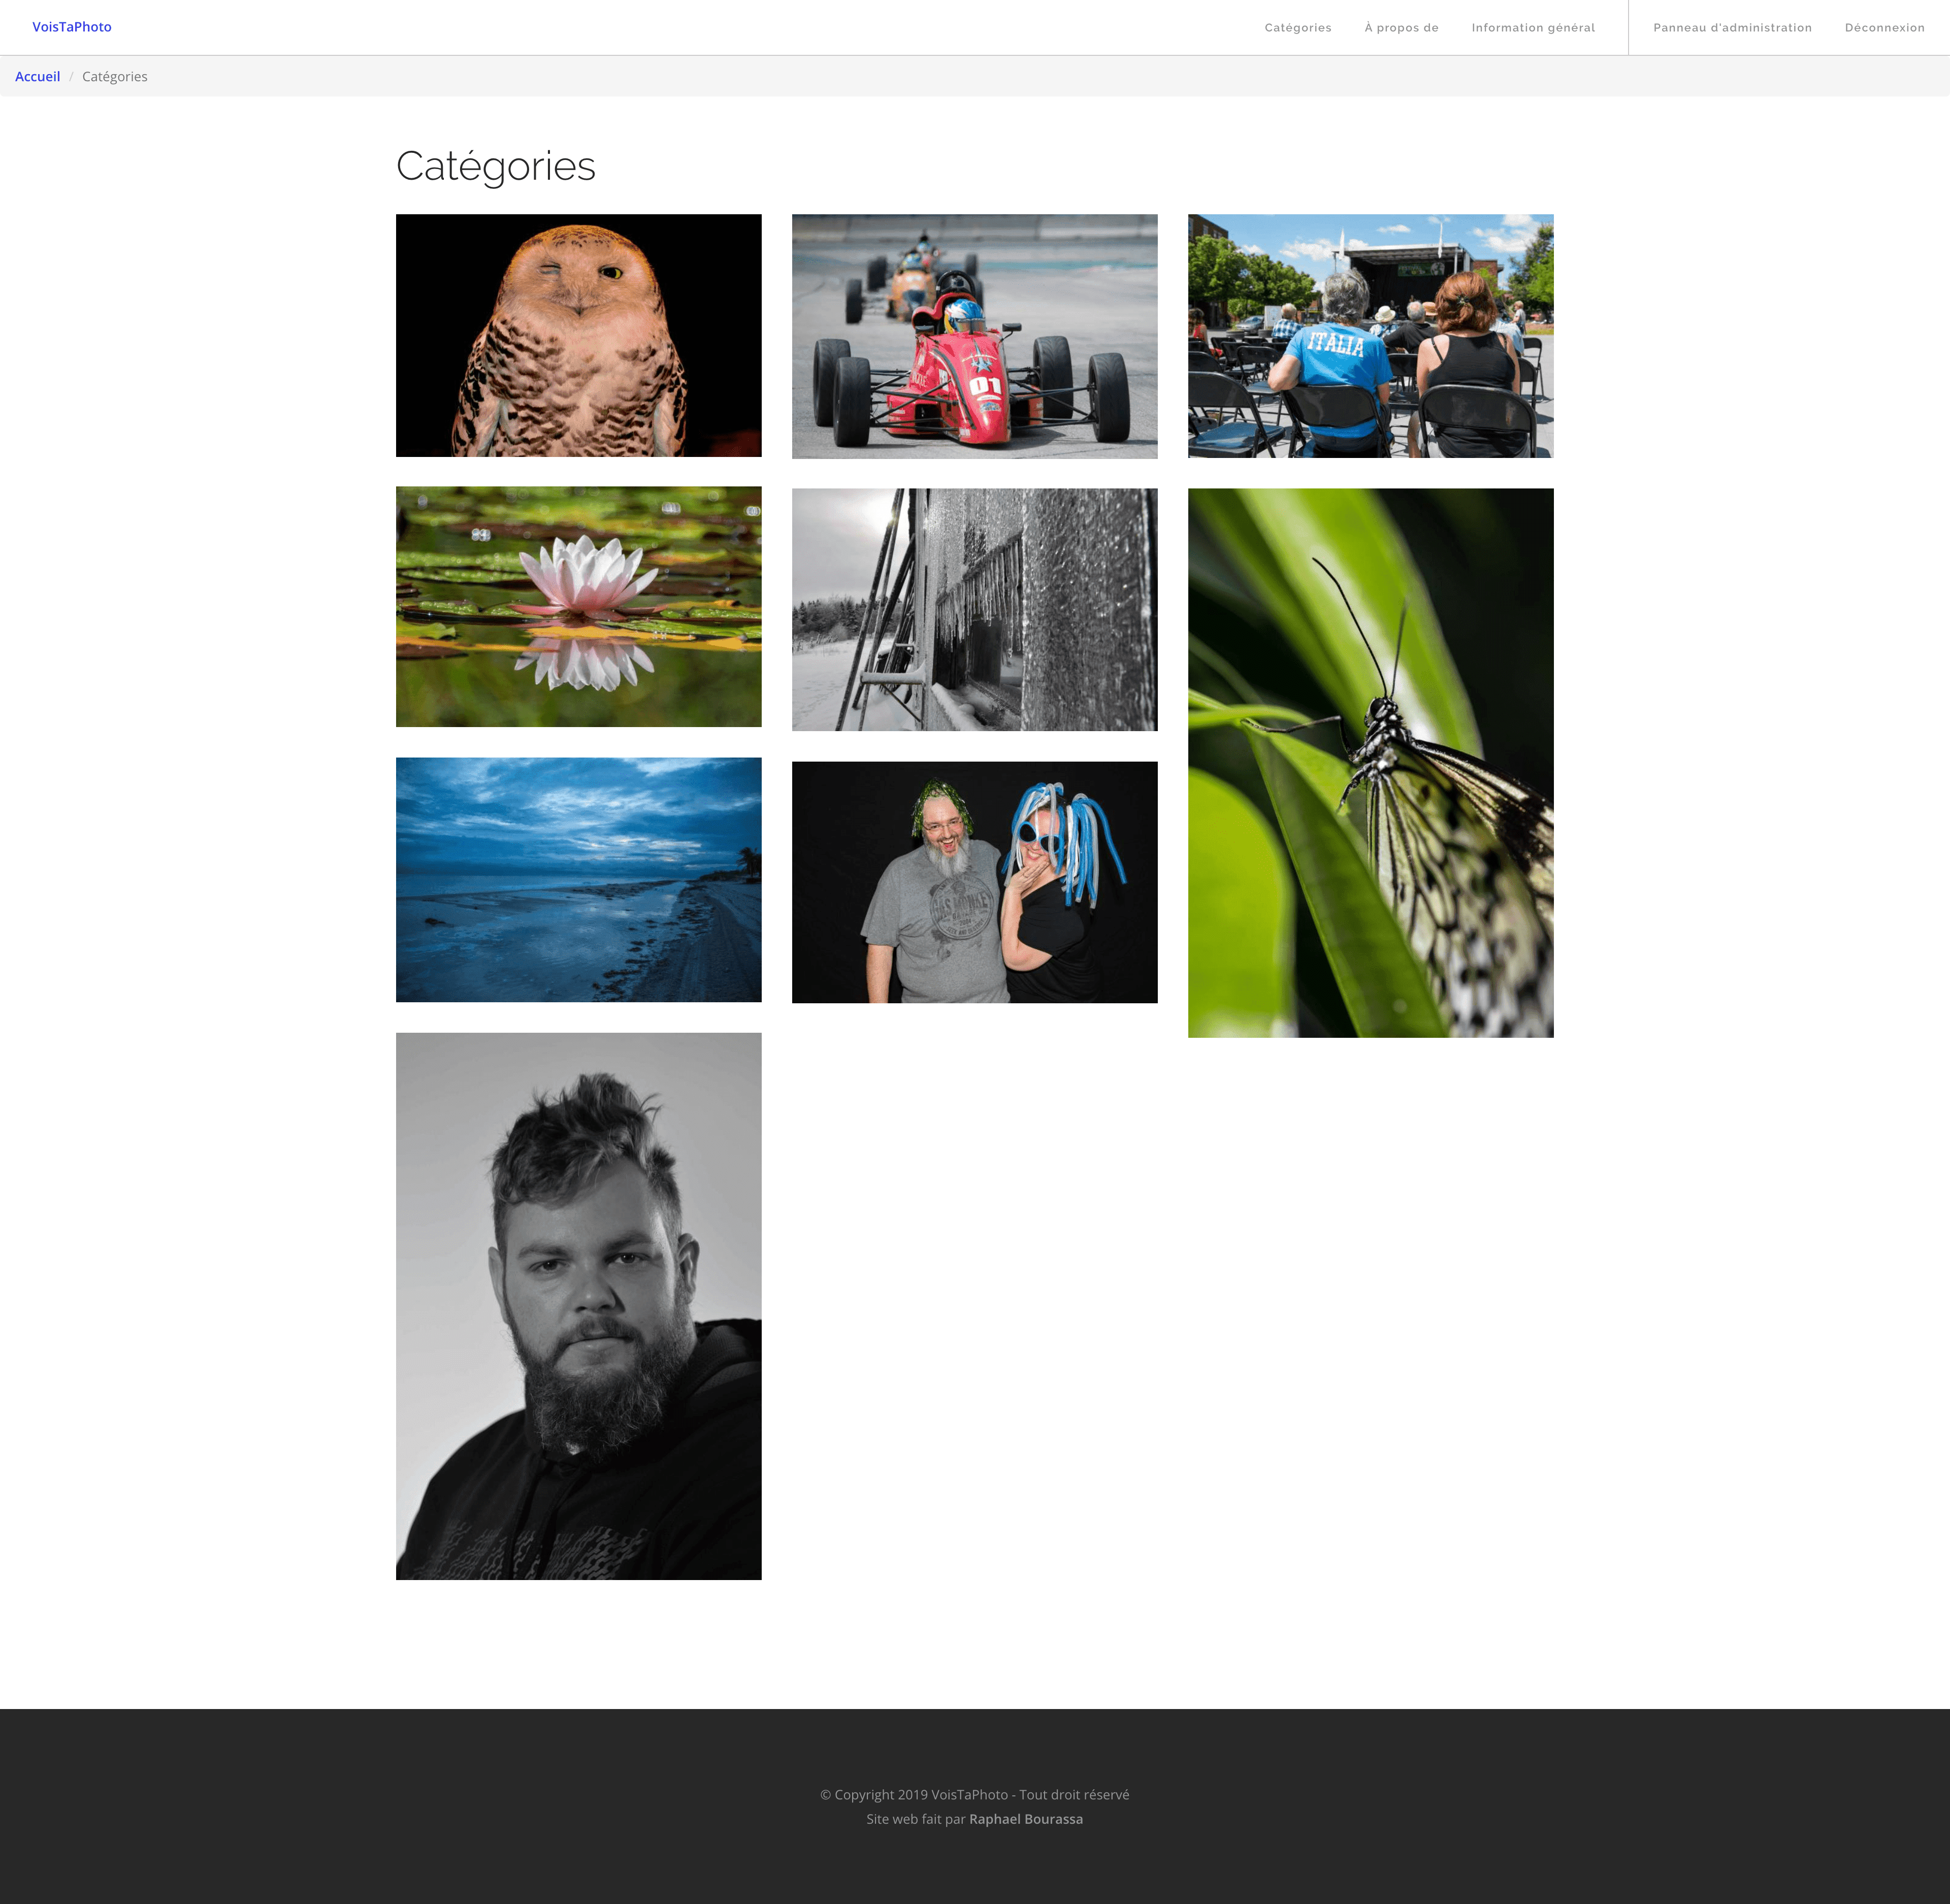 VoisTaPhoto
Catégories À propos de Information général Panneau d'administration Déconnexion
Accueil / Catégories
Catégories
01
ITALIA
© Copyright 2019 VoisTaPhoto - Tout droit réservé
Site web fait par Raphael Bourassa